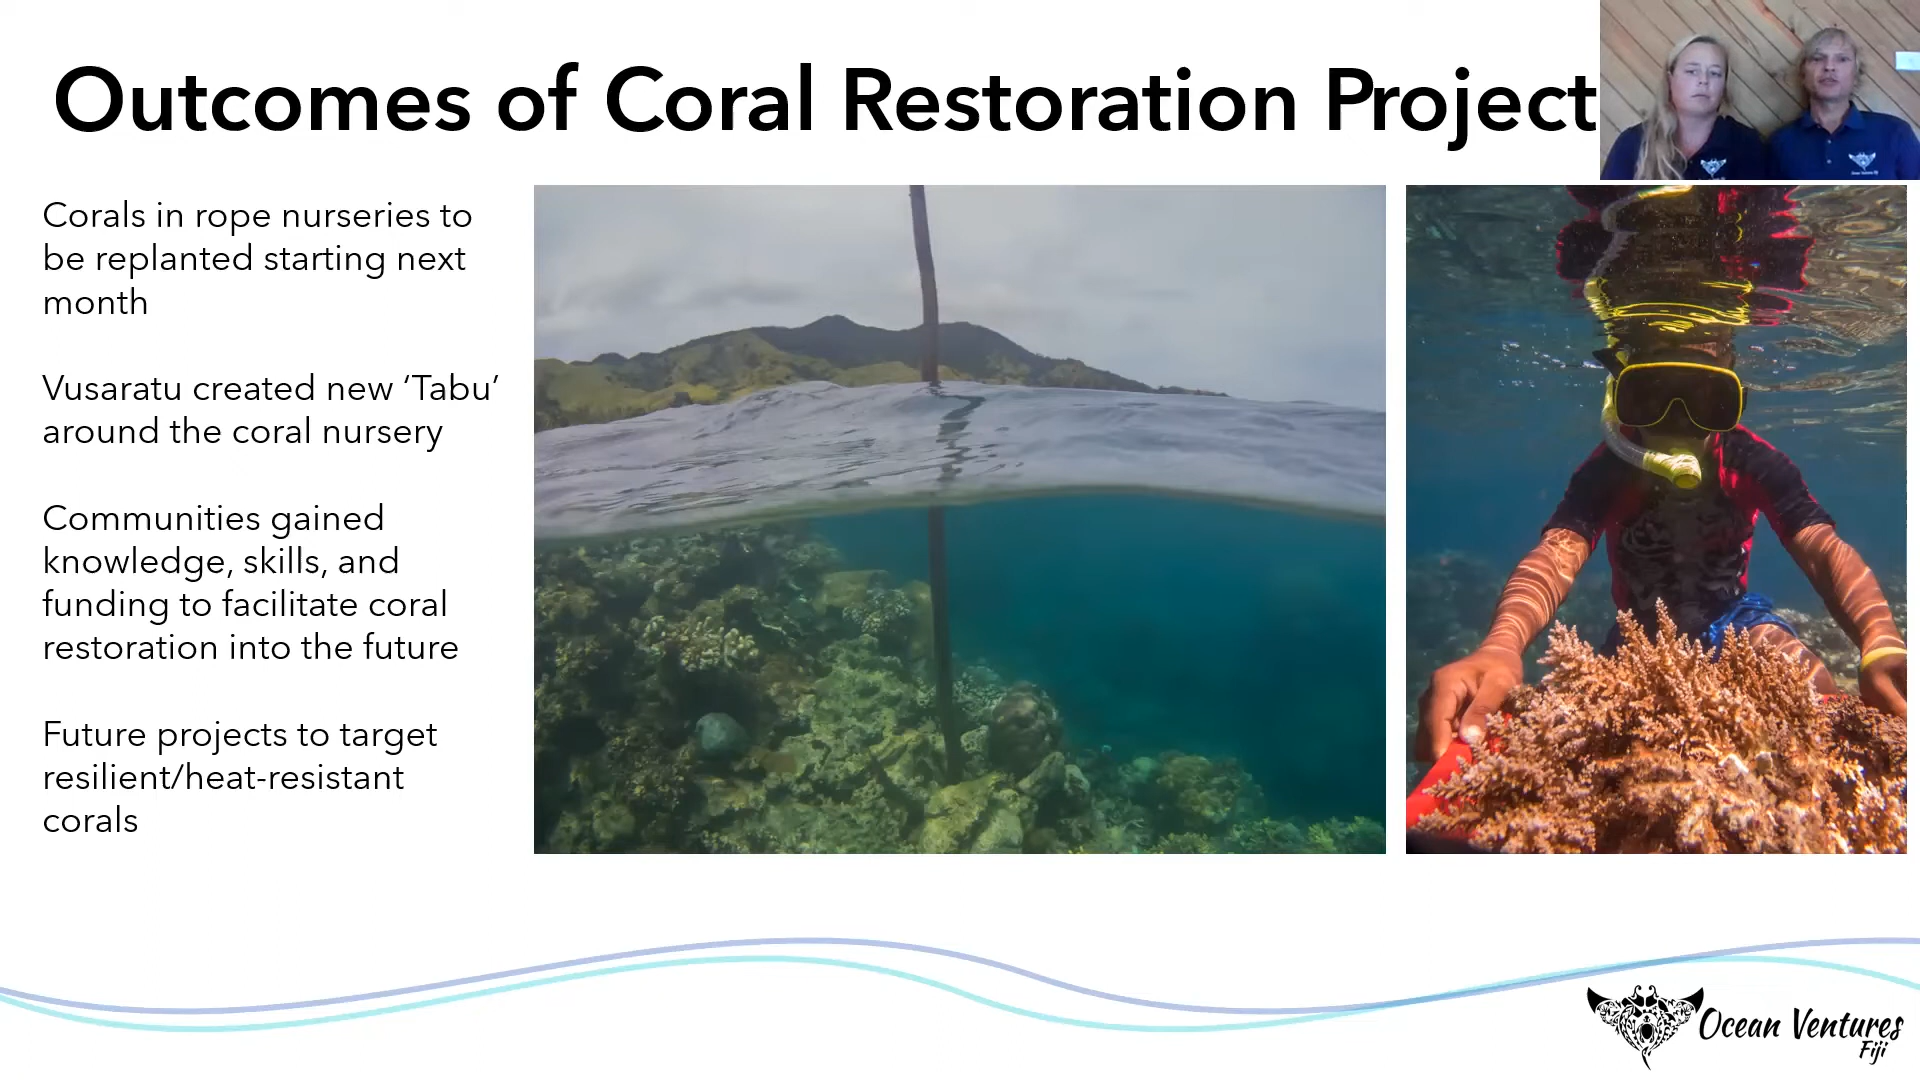 Outcomes of Coral Restoration Project
Corals in rope nurseries to
be replanted starting next
month
Vusaratu created new ‘Tabu’
around the coral nursery
Communities gained
knowledge, skills, and
funding to facilitate coral
restoration into the future
Future projects to target
resilient/heat-resistant
corals
Ocean Ventures
Fiji